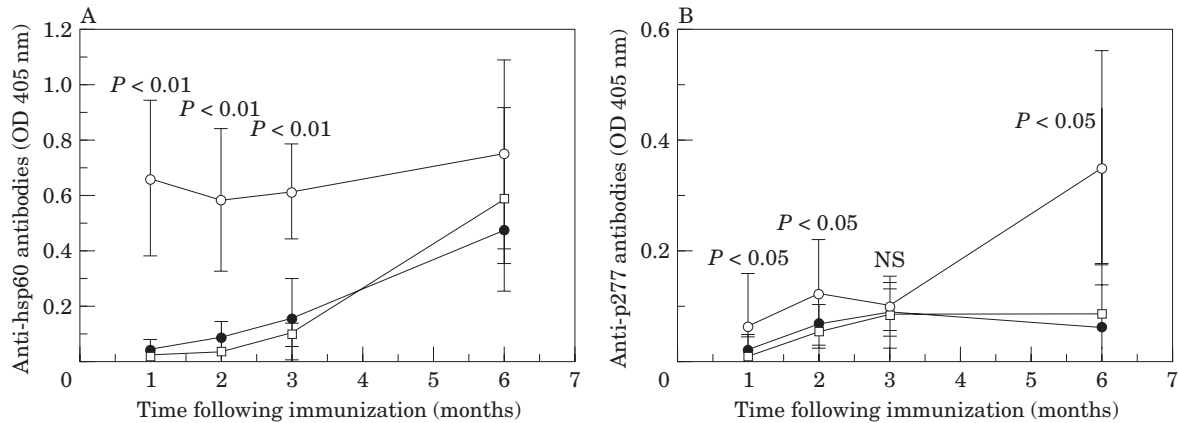 A
1.2
1.0
0.8
0.6
0.4
0.2
0
1
2
3
4
5
6
7
P < 0.01
P < 0.01
P < 0.01
Anti-hsp60 antibodies (OD 405 nm)
Time following immunization (months)
B
0.6
0.4
0.2
0
1
2
3
4
5
6
7
P < 0.05
P < 0.05
NS
P < 0.05
Anti-p277 antibodies (OD 405 nm)
Time following immunization (months)